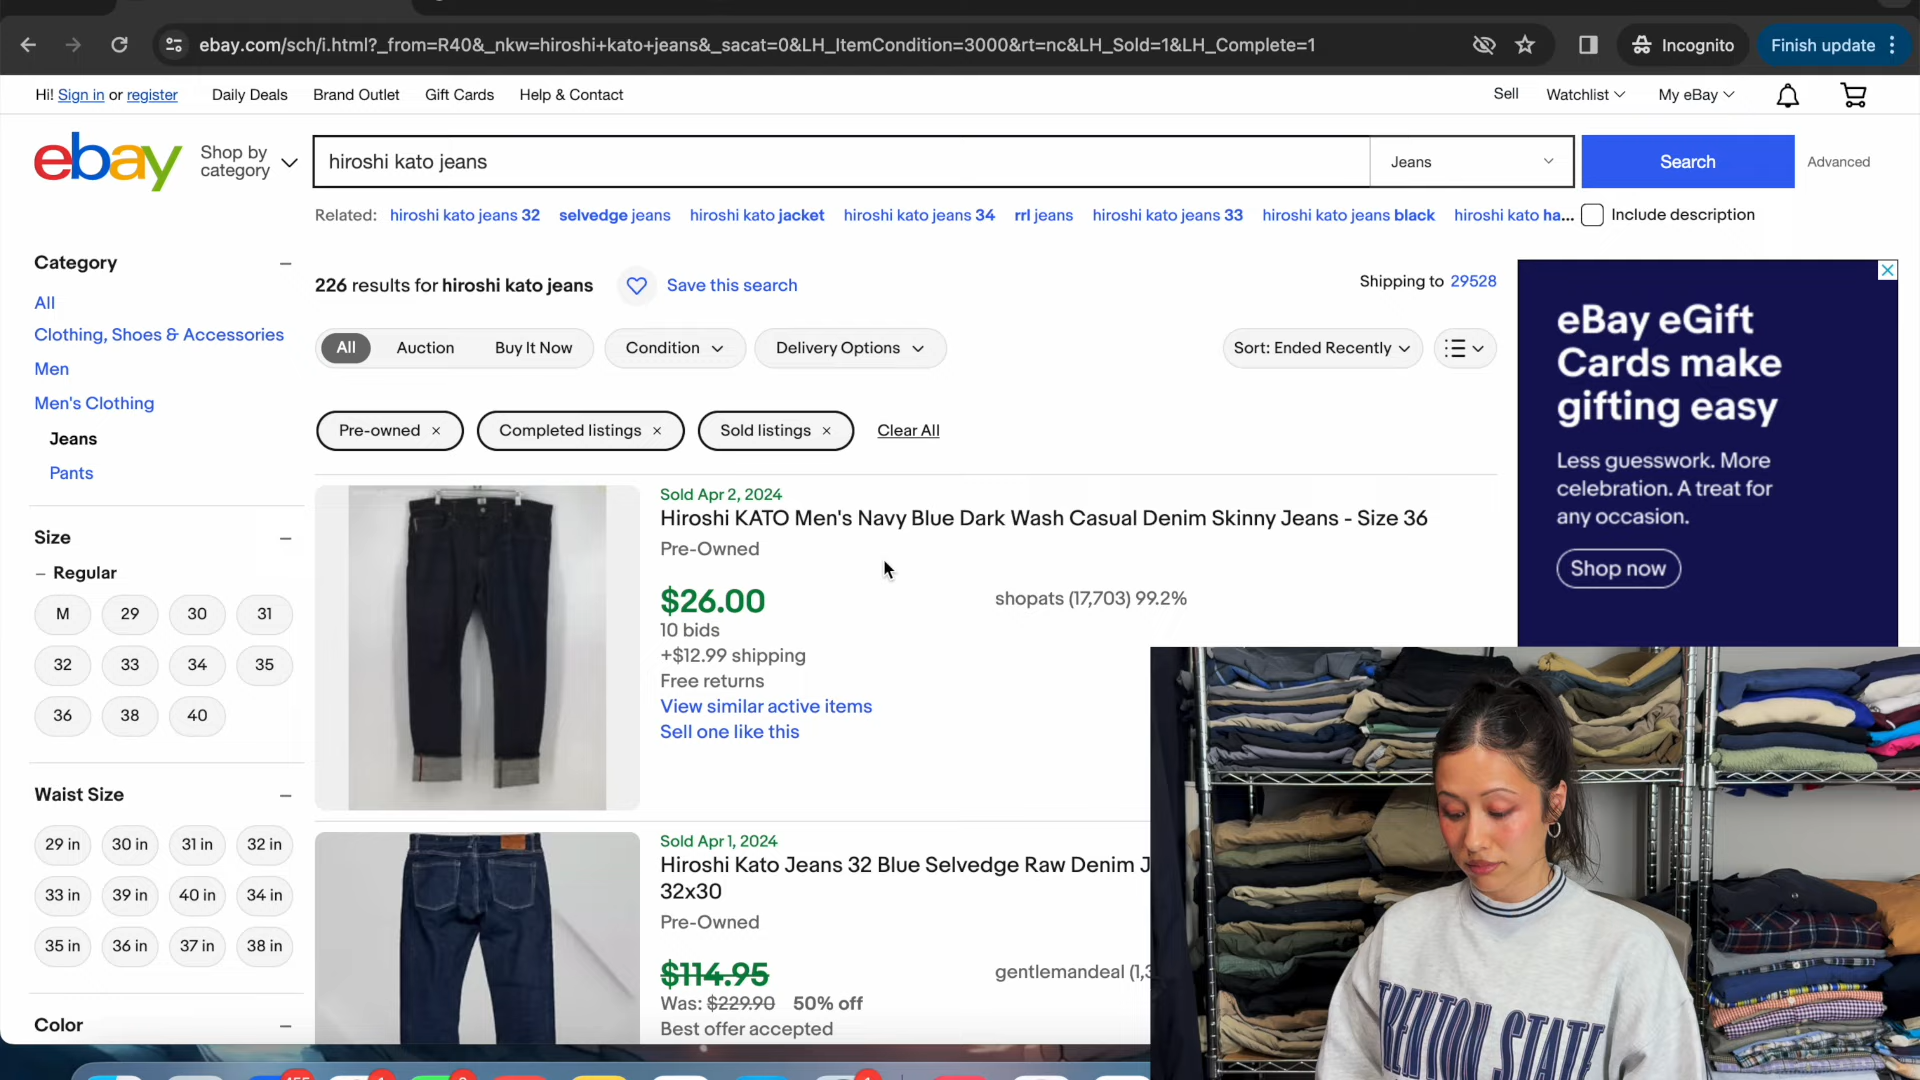 ebay.com/sch/i.html?_from=R40&_nkw=hiroshi+kato+jeans&_sacat=0&LH_ItemCondition=3000&rt=nc&LH_Sold=1&LH_Complete=1
Incognito
Finish update
Hi! Sign in or register
Daily Deals
Brand Outlet
Gift Cards
Help & Contact
Sell
Watchlist
My eBay
ebay
Shop by category
hiroshi kato jeans
Jeans
Search
Advanced
Related: hiroshi kato jeans 32 selvedge jeans hiroshi kato jacket hiroshi kato jeans 34 rrl jeans hiroshi kato jeans 33 hiroshi kato jeans black hiroshi kato ha...
Include description
Category
All
Clothing, Shoes & Accessories
Men
Men's Clothing
Jeans
Pants
Size
Regular
M 29 30 31
32 33 34 35
36 38 40
Waist Size
29 in 30 in 31 in 32 in
33 in 39 in 40 in 34 in
35 in 36 in 37 in 38 in
Color
226 results for hiroshi kato jeans
Save this search
Shipping to 29528
All Auction Buy It Now
Condition
Delivery Options
Sort: Ended Recently
Pre-owned
Completed listings
Sold listings
Clear All
Sold Apr 2, 2024
Hiroshi KATO Men's Navy Blue Dark Wash Casual Denim Skinny Jeans - Size 36
Pre-Owned
$26.00
shopats (17,703) 99.2%
10 bids
+$12.99 shipping
Free returns
View similar active items
Sell one like this
Sold Apr 1, 2024
Hiroshi Kato Jeans 32 Blue Selvedge Raw Denim J
32x30
Pre-Owned
$114.95
gentlemandeal (1,3
Was: $229.90 50% off
Best offer accepted
eBay eGift
Cards make
gifting easy
Less guesswork. More
celebration. A treat for
any occasion.
Shop now
TRENTON STATE